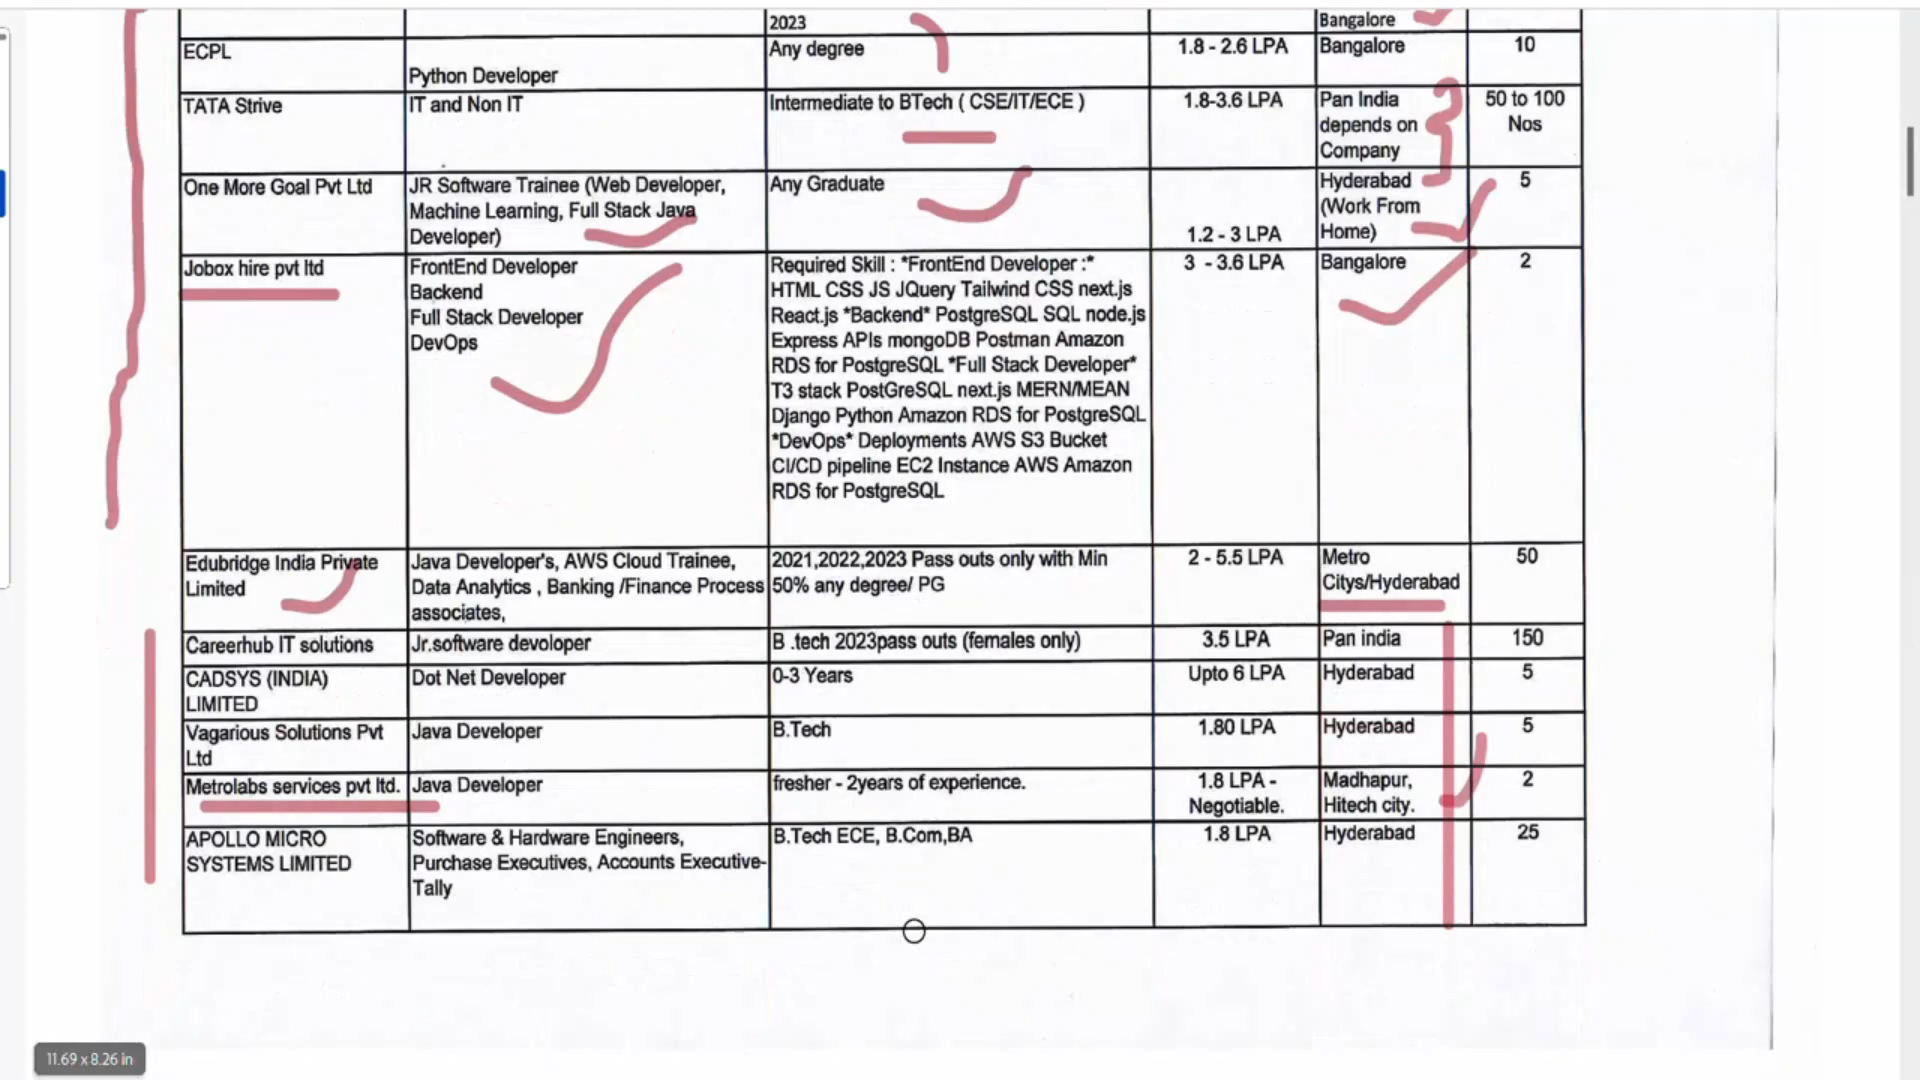 2023
Bangalore
ECPL
Python Developer
Any degree
1.8 - 2.6 LPA
Bangalore
10
TATA Strive
IT and Non IT
Intermediate to BTech ( CSE/IT/ECE )
1.8-3.6 LPA
Pan India
depends on
Company
50 to 100
Nos
One More Goal Pvt Ltd
JR Software Trainee (Web Developer,
Machine Learning, Full Stack Java
Developer)
Any Graduate
1.2 - 3 LPA
Hyderabad
(Work From
Home)
5
Jobox hire pvt ltd
FrontEnd Developer
Backend
Full Stack Developer
DevOps
Required Skill : *FrontEnd Developer :*
HTML CSS JS JQuery Tailwind CSS next.js
React.js *Backend* PostgreSQL SQL node.js
Express APIs mongoDB Postman Amazon
RDS for PostgreSQL *Full Stack Developer*
T3 stack PostGreSQL next.js MERN/MEAN
Django Python Amazon RDS for PostgreSQL
*DevOps* Deployments AWS S3 Bucket
CI/CD pipeline EC2 Instance AWS Amazon
RDS for PostgreSQL
3 - 3.6 LPA
Bangalore
2
Edubridge India Private
Limited
Java Developer's, AWS Cloud Trainee,
Data Analytics , Banking /Finance Process
associates,
2021,2022,2023 Pass outs only with Min
50% any degree/ PG
2 - 5.5 LPA
Metro
Citys/Hyderabad
50
Careerhub IT solutions
Jr.software devoloper
B .tech 2023pass outs (females only)
3.5 LPA
Pan india
150
CADSYS (INDIA)
LIMITED
Dot Net Developer
0-3 Years
Upto 6 LPA
Hyderabad
5
Vagarious Solutions Pvt
Ltd
Java Developer
B.Tech
1.80 LPA
Hyderabad
5
Metrolabs services pvt ltd.
Java Developer
fresher - 2years of experience.
1.8 LPA -
Negotiable.
Madhapur,
Hitech city.
2
APOLLO MICRO
SYSTEMS LIMITED
Software & Hardware Engineers,
Purchase Executives, Accounts Executive-
Tally
B.Tech ECE, B.Com,BA
1.8 LPA
Hyderabad
25
11.69 x 8.26 in